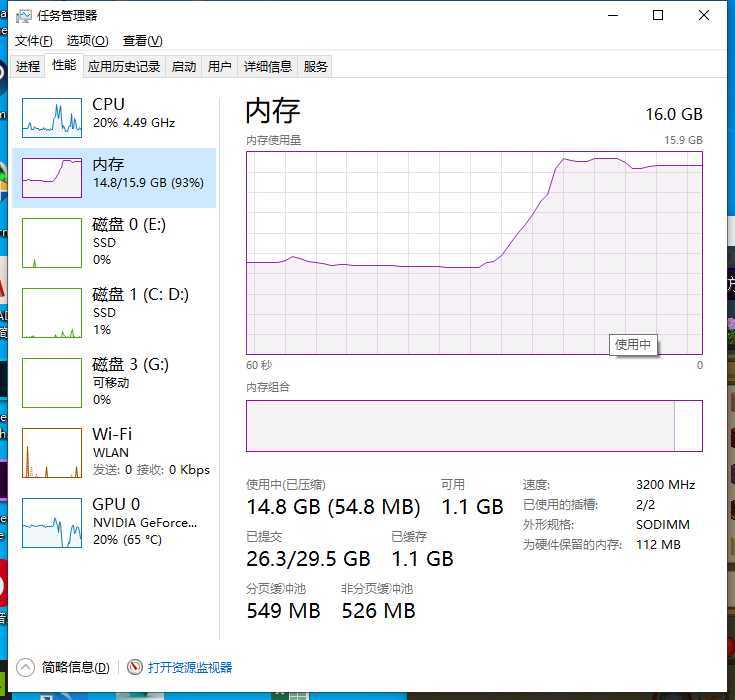 任务管理器
文件(F) 选项(O) 查看(V)
进程 性能 应用历史记录 启动 用户 详细信息 服务
CPU
20% 4.49 GHz
内存
14.8/15.9 GB (93%)
磁盘 0 (E:)
SSD
0%
磁盘 1 (C: D:)
SSD
1%
磁盘 3 (G:)
可移动
0%
Wi-Fi
WLAN
发送: 0 接收: 0 Kbps
GPU 0
NVIDIA GeForce...
20% (65 °C)
内存 16.0 GB
内存使用量 15.9 GB
使用中
60 秒 0
内存组合
使用中(已压缩) 可用
14.8 GB (54.8 MB) 1.1 GB
已提交 已缓存
26.3/29.5 GB 1.1 GB
分页缓冲池 非分页缓冲池
549 MB 526 MB
速度: 3200 MHz
已使用的插槽: 2/2
外形规格: SODIMM
为硬件保留的内存: 112 MB
简略信息(D) 打开资源监视器